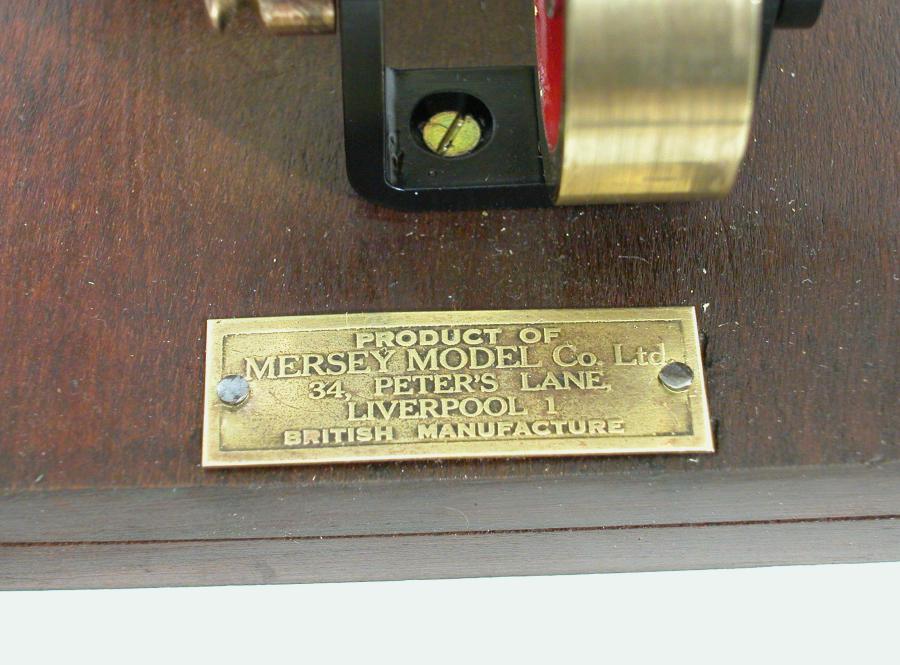 PRODUCT OF
MERSEY MODEL Co. Ltd.
34, PETER'S LANE,
LIVERPOOL 1
BRITISH MANUFACTURE